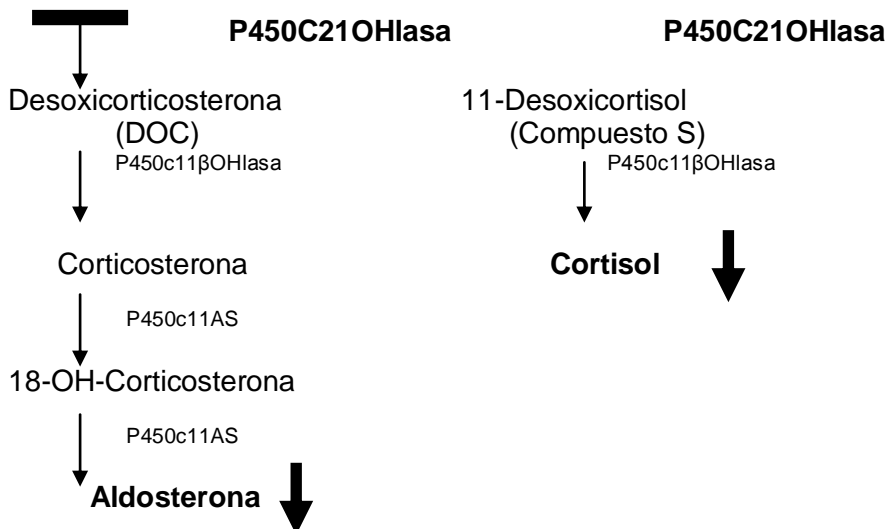 P450C21OHlasa P450C21OHlasa
Desoxicorticosterona 11-Desoxicortisol
(DOC) (Compuesto S)
P450c11βOHlasa P450c11βOHlasa
Corticosterona Cortisol
P450c11AS
18-OH-Corticosterona
P450c11AS
Aldosterona